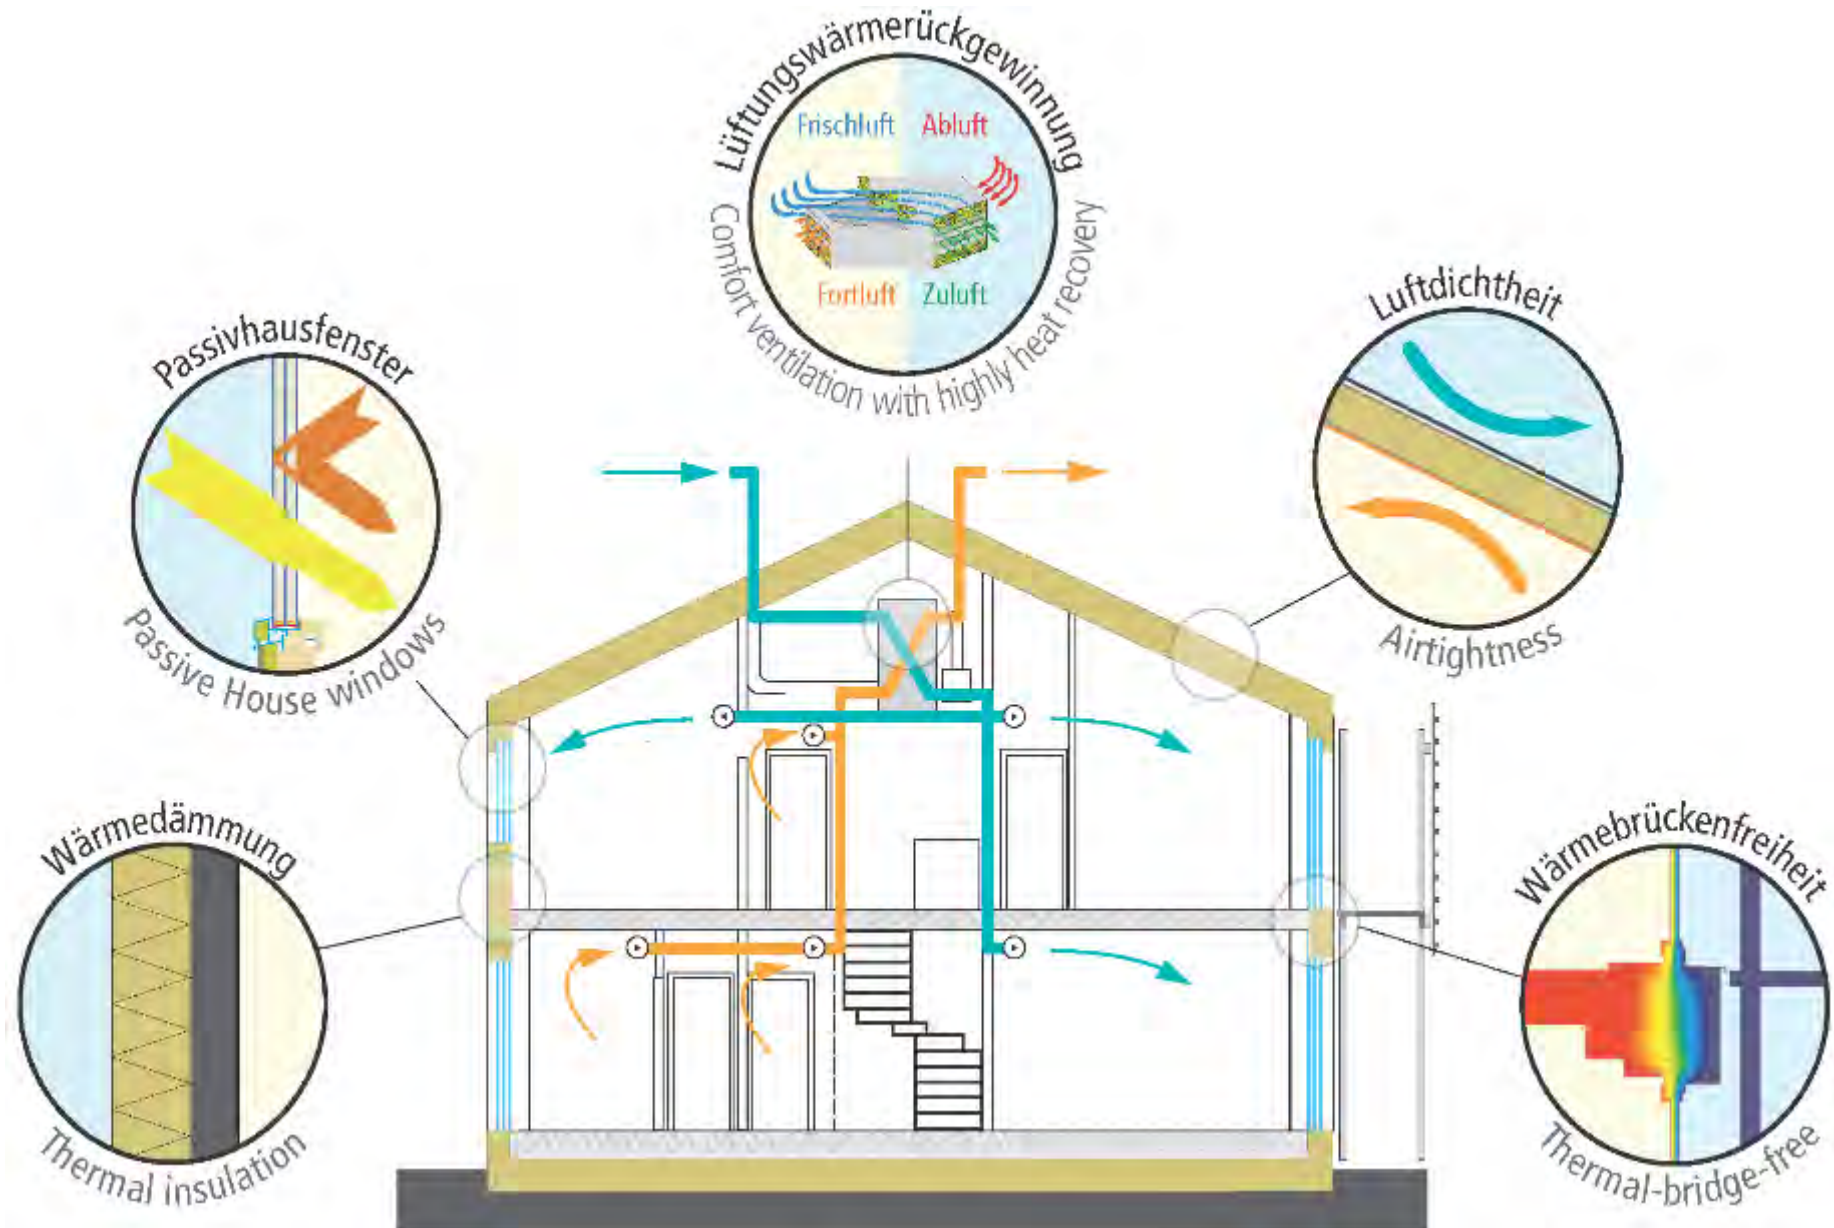 Lüftungswärmerückgewinnung
Frischluft Abluft
Fortluft Zuluft
Comfort ventilation with highly heat recovery
Passivhausfenster
Passive House windows
Luftdichtheit
Airtightness
Wärmedämmung
Thermal insulation
Wärmebrückenfreiheit
Thermal-bridge-free